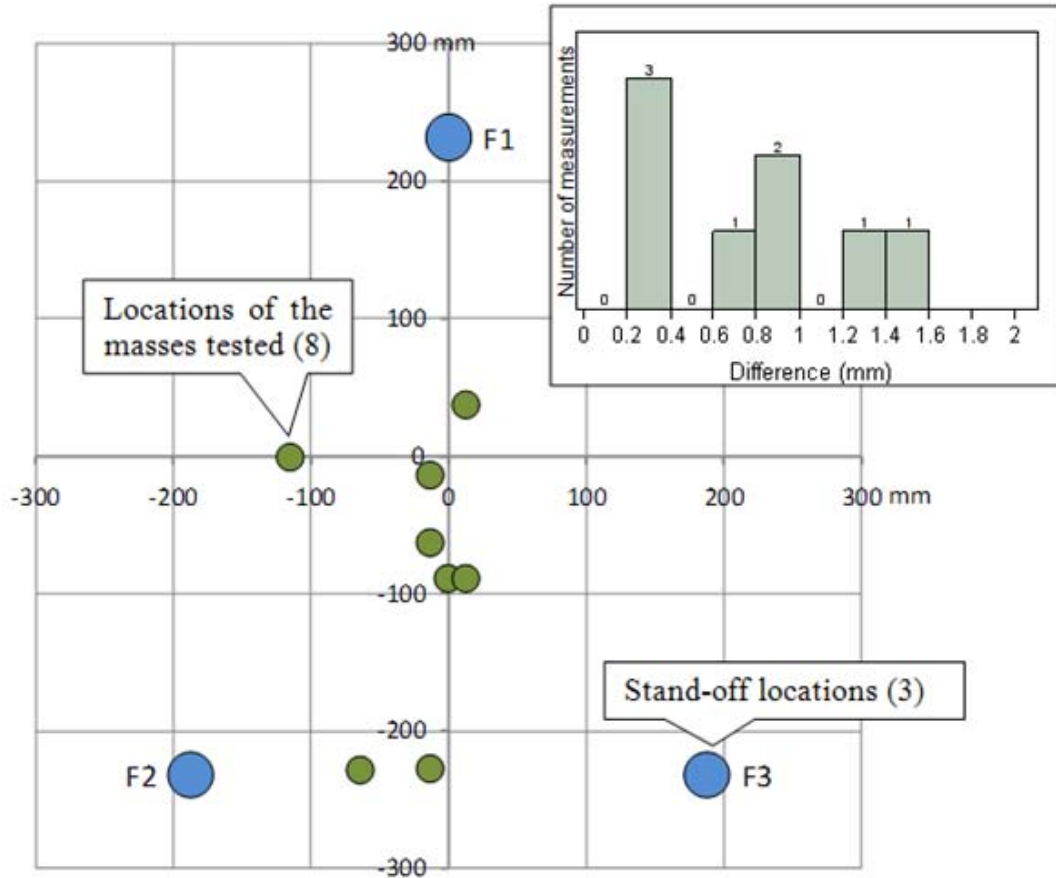 300 mm
F1
200
100
Locations of the
masses tested (8)
0
-300
-200
-100
0
100
200
300 mm
-100
Stand-off locations (3)
-200
F2
F3
-300
Number of measurements
0
3
0
1
2
0
1
1
0 0.2 0.4 0.6 0.8 1 1.2 1.4 1.6 1.8 2
Difference (mm)